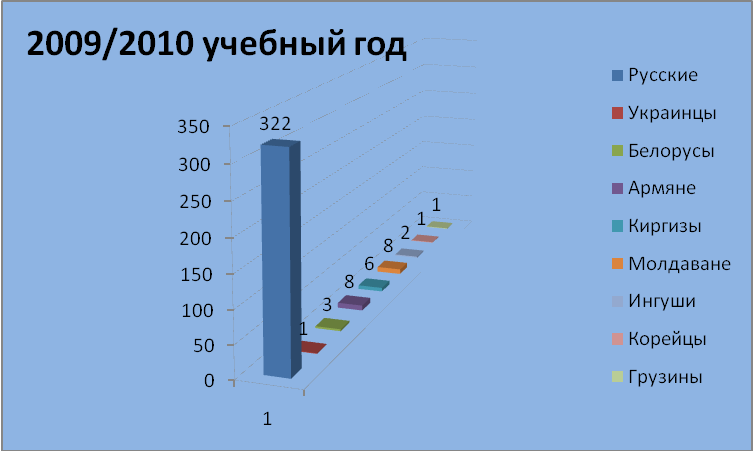 2009/2010 учебный год
350
300
250
200
150
100
50
0
322
1
3
8
6
8
2
1
1
1
Русские
Украинцы
Белорусы
Армяне
Киргизы
Молдаване
Ингуши
Корейцы
Грузины